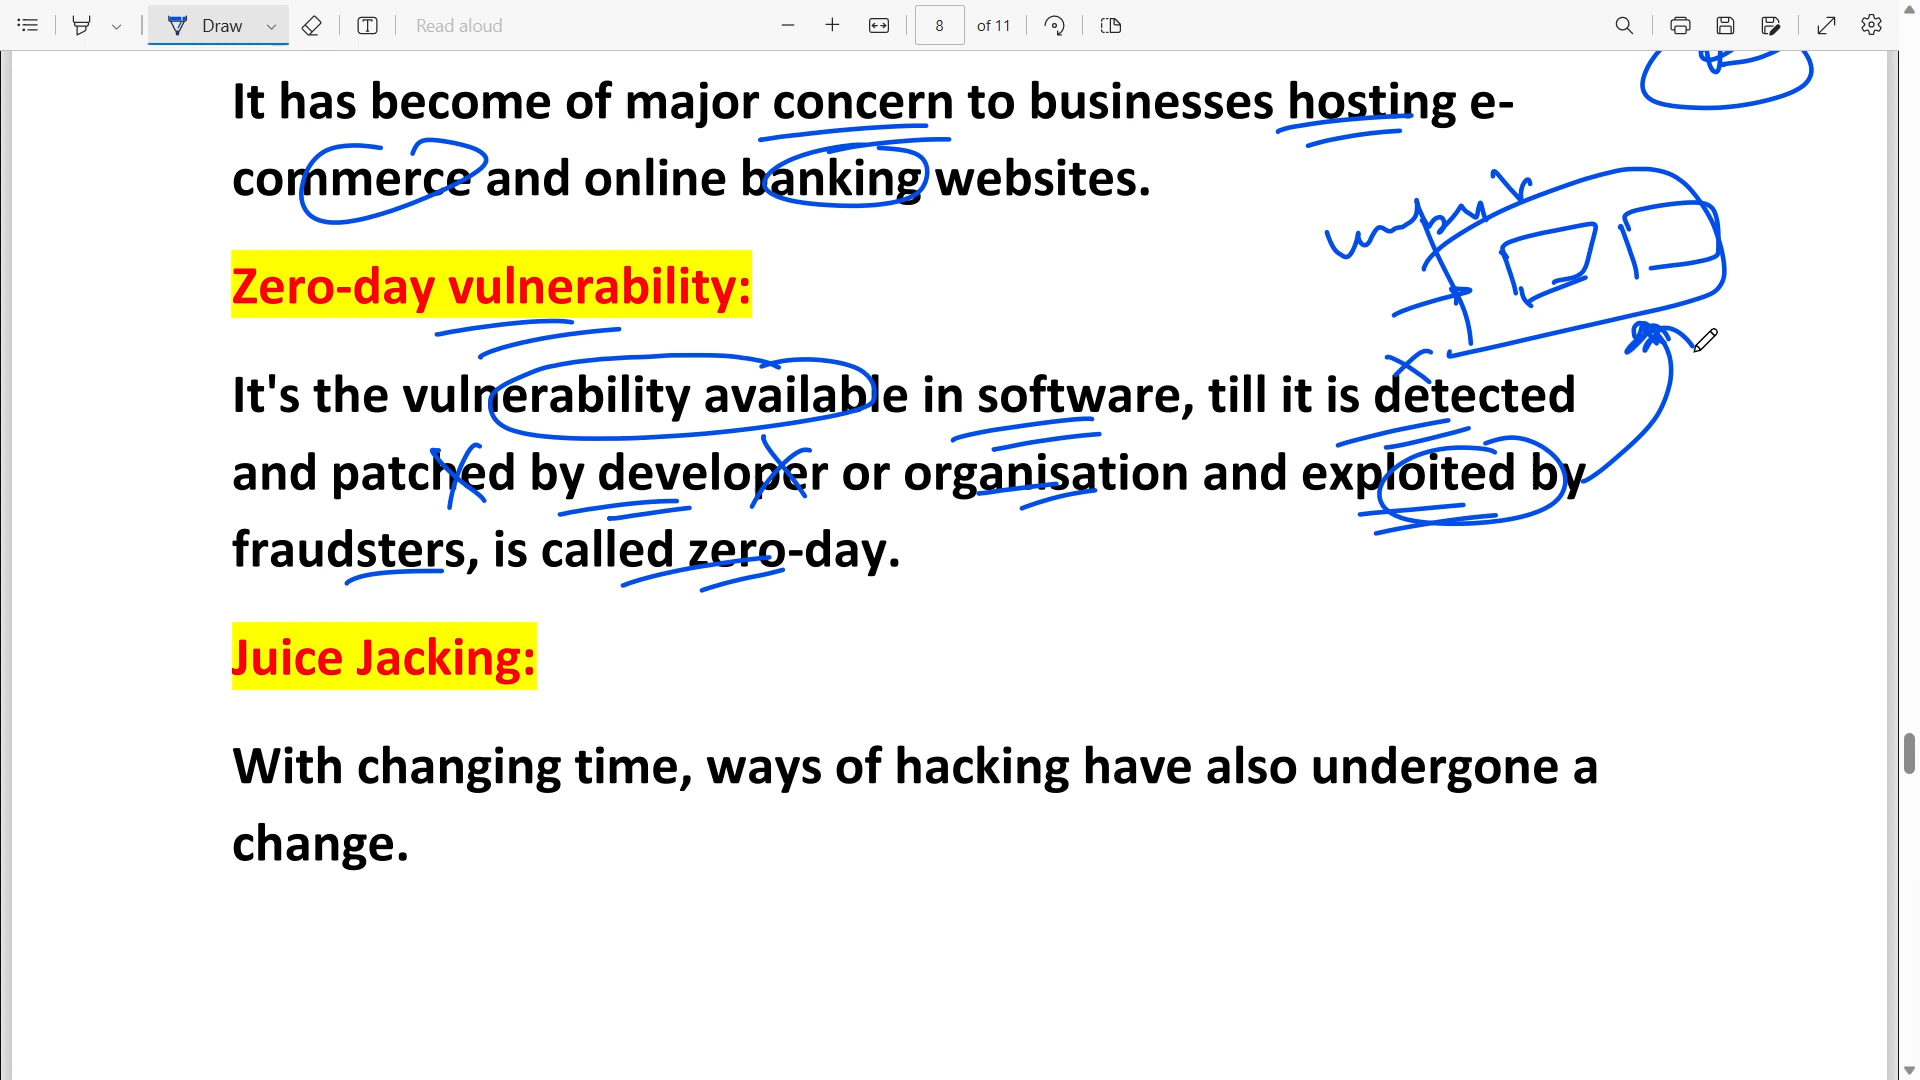 Draw
Read aloud
8
of 11
It has become of major concern to businesses hosting e-
commerce and online banking websites.
Zero-day vulnerability:
It's the vulnerability available in software, till it is detected
and patched by developer or organisation and exploited by
fraudsters, is called zero-day.
Juice Jacking:
With changing time, ways of hacking have also undergone a
change.